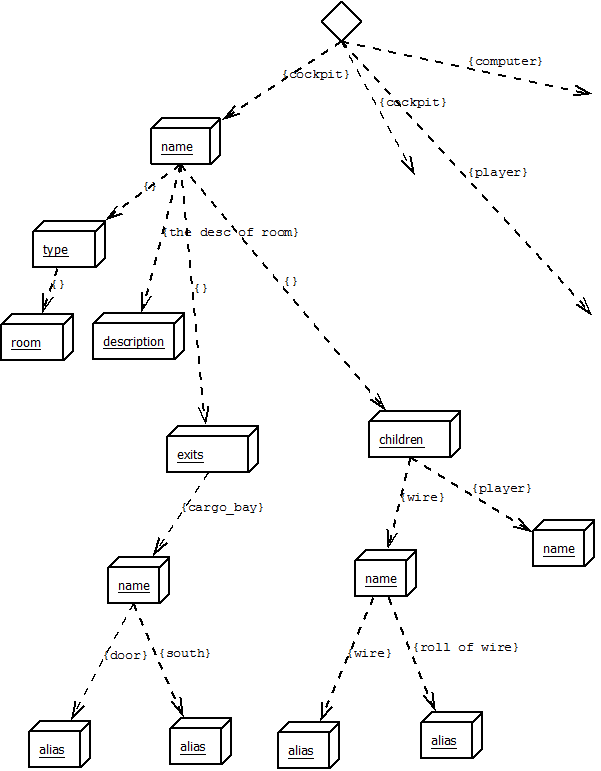 {computer}
{cockpit}
{cockpit}
name
{player}
{}
{the desc of room}
type
{}
{}
{}
room
description
children
exits
{player}
{wire}
{cargo_bay}
name
name
name
{roll of wire}
{door}
{south}
{wire}
alias
alias
alias
alias